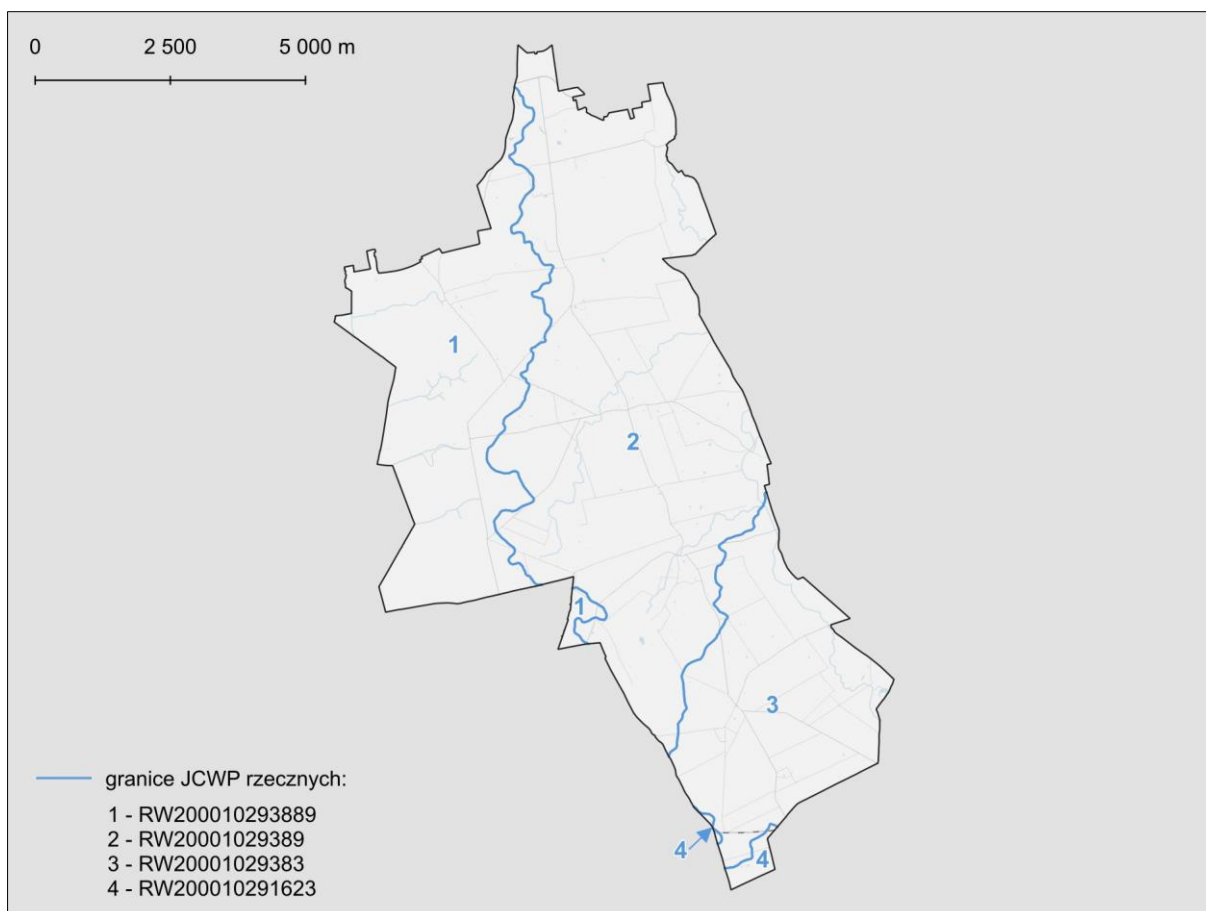 0 2 500 5 000 m
1
2
1
3
4
4
granice JCWP rzecznych:
1 - RW200010293889
2 - RW20001029389
3 - RW20001029383
4 - RW200010291623